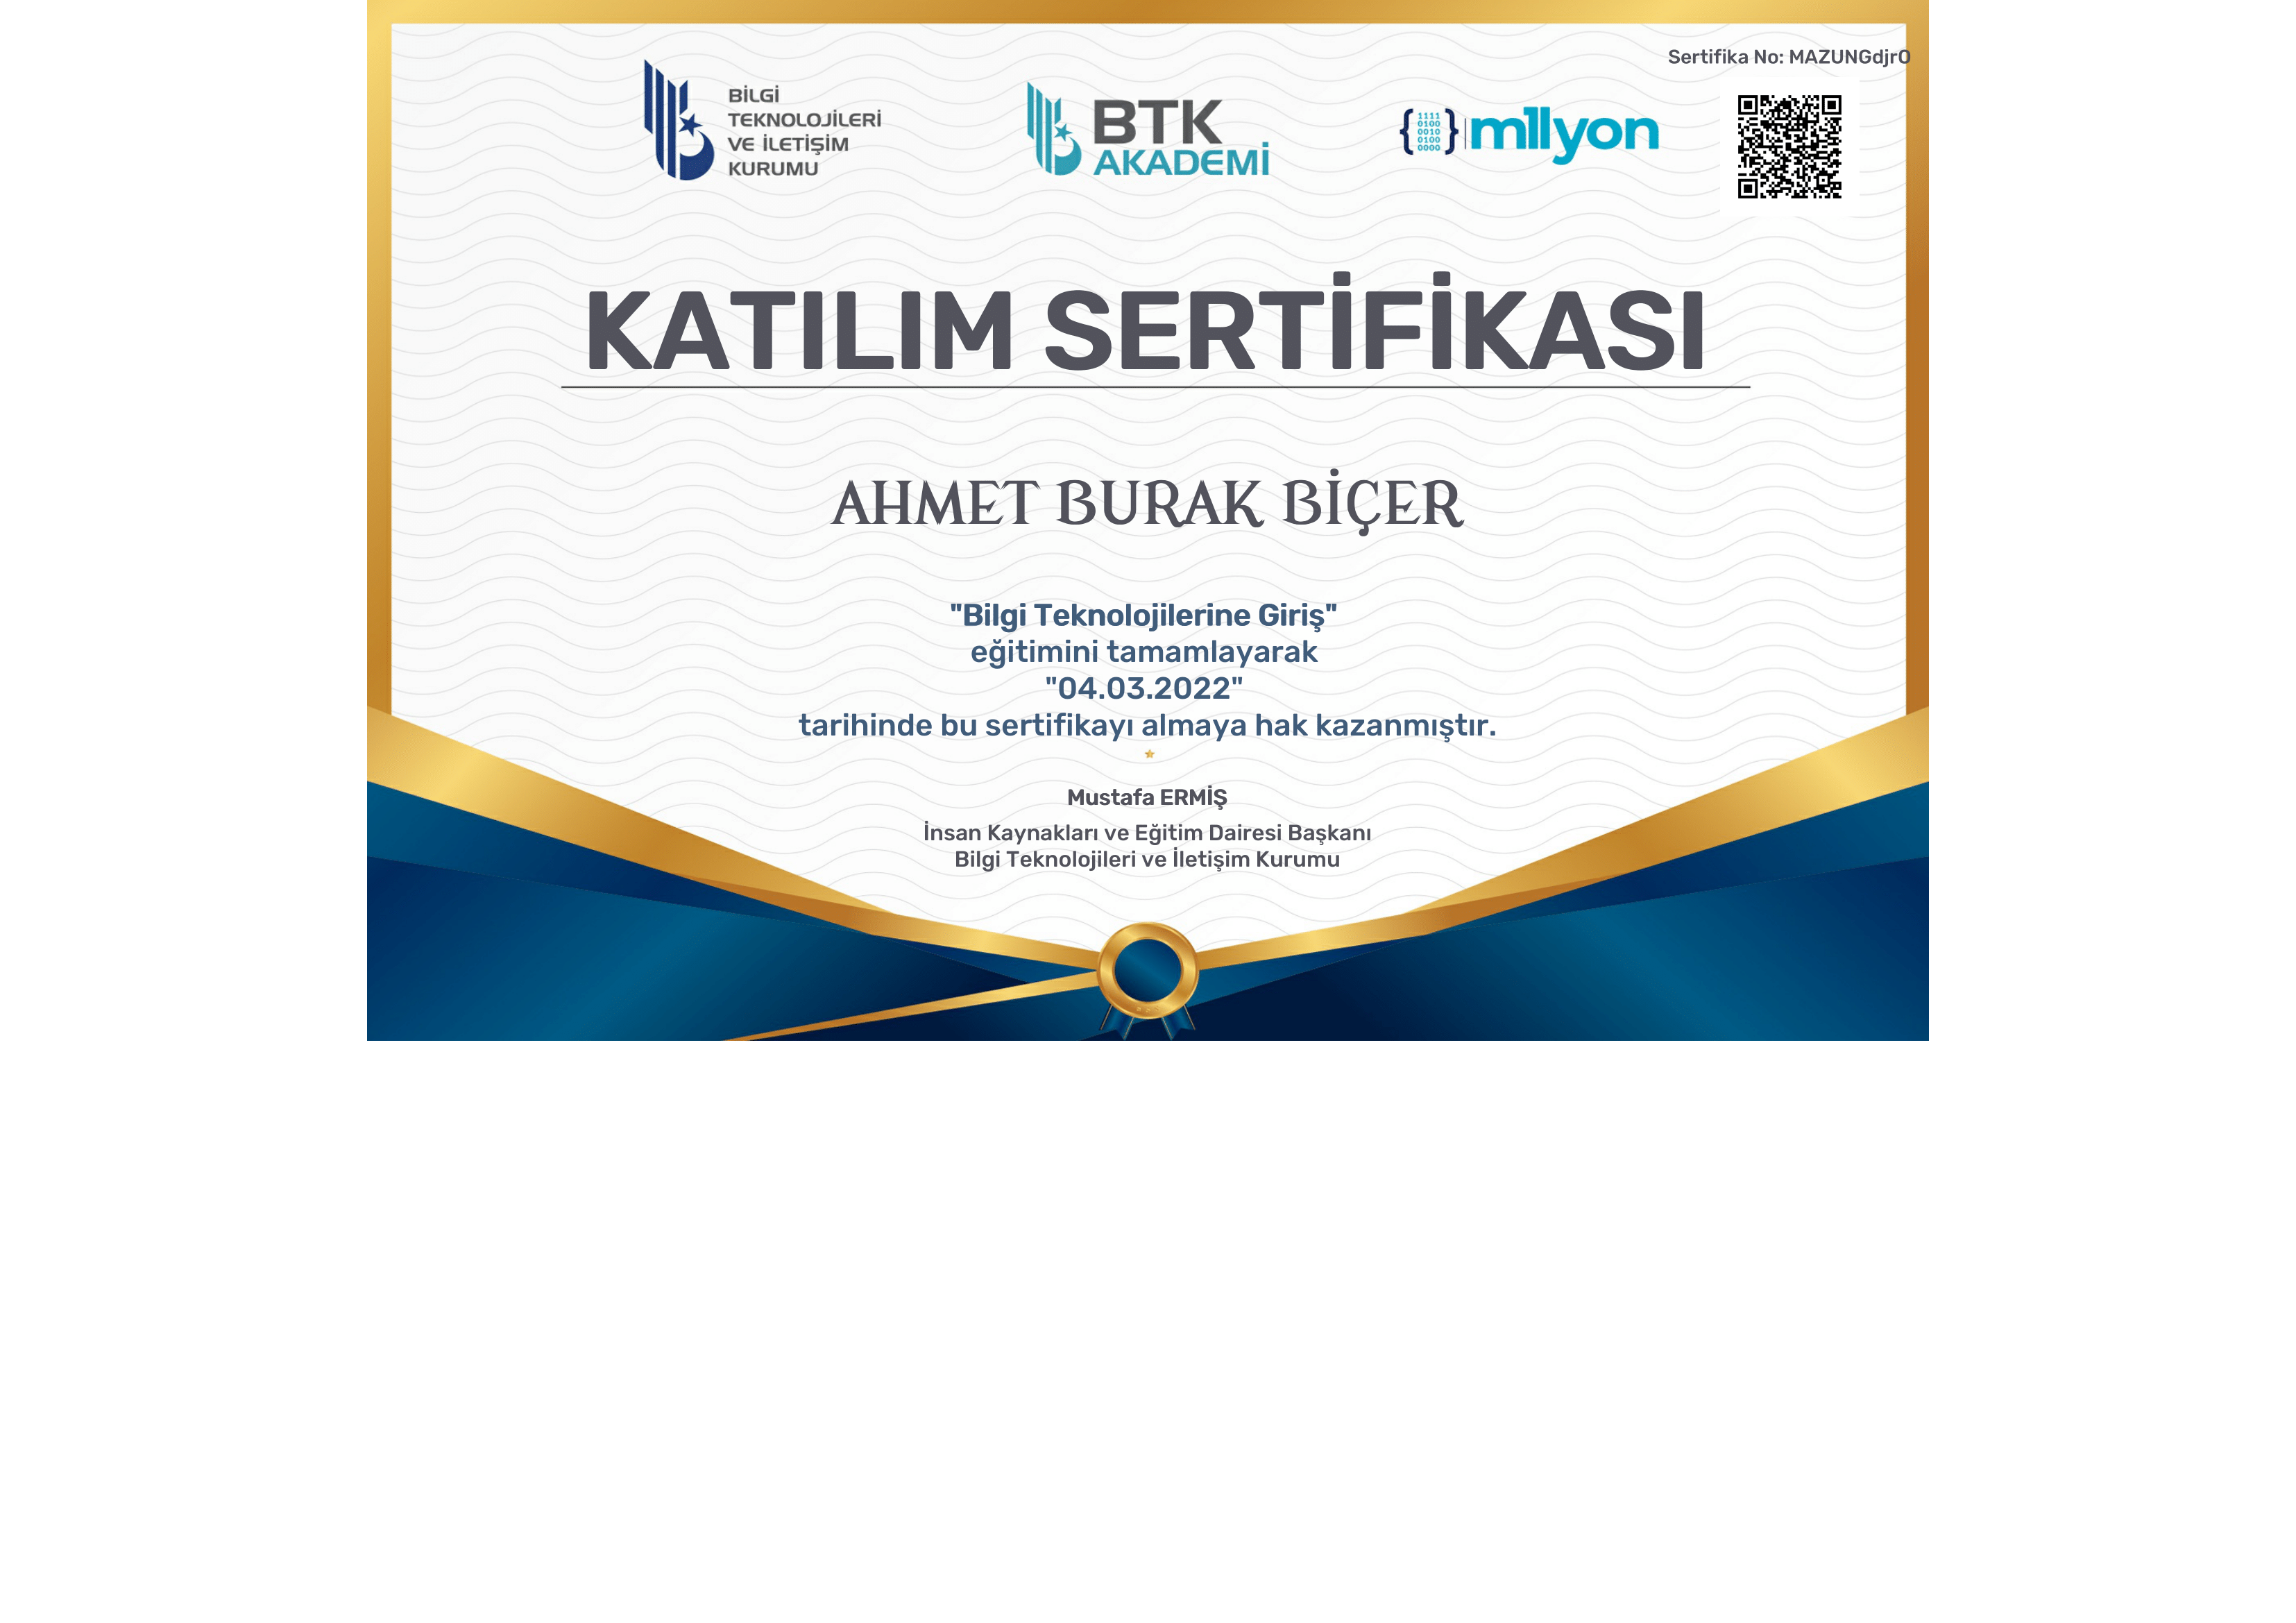 Sertifika No: MAZUNGdjr0
BİLGİ
TEKNOLOJİLERİ
VE İLETİŞİM
KURUMU
BTK
AKADEMİ
1111
0100
0010
0100
0000
m1lyon
KATILIM SERTİFİKASI
AHMET BURAK BİÇER
"Bilgi Teknolojilerine Giriş"
eğitimini tamamlayarak
"04.03.2022"
tarihinde bu sertifikayı almaya hak kazanmıştır.
Mustafa ERMİŞ
İnsan Kaynakları ve Eğitim Dairesi Başkanı
Bilgi Teknolojileri ve İletişim Kurumu